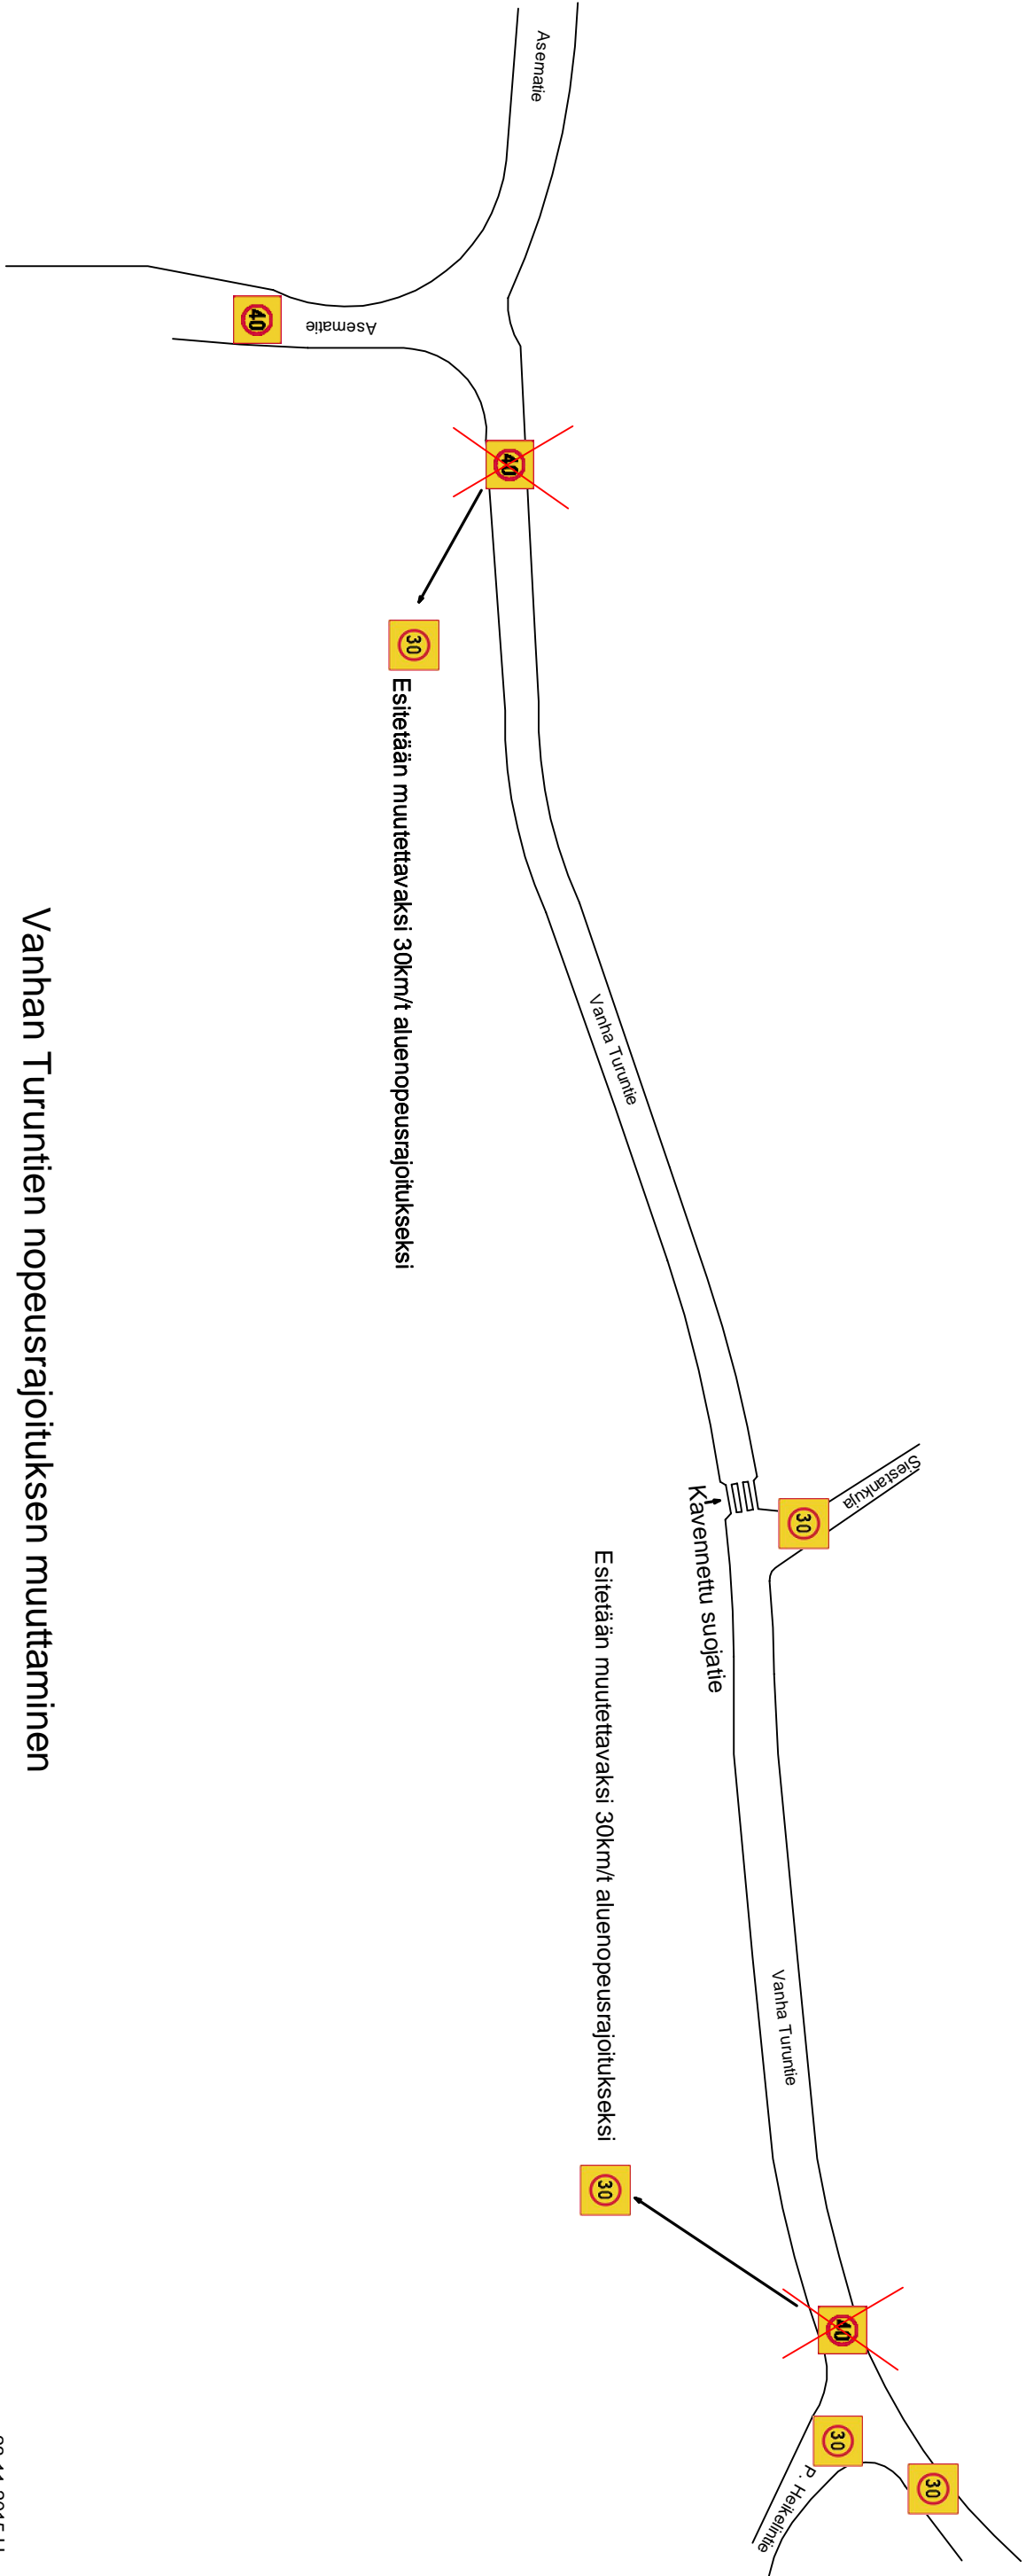 Asematie
40
Asematie
40
30
Esitetään muutettavaksi 30km/t aluenopeusrajoitukseksi
Vanha Turuntie
Siestankuja
30
Kavennettu suojatie
Esitetään muutettavaksi 30km/t aluenopeusrajoitukseksi
30
Vanha Turuntie
40
30
30
P. Heikelintie
Vanhan Turuntien nopeusrajoituksen muuttaminen